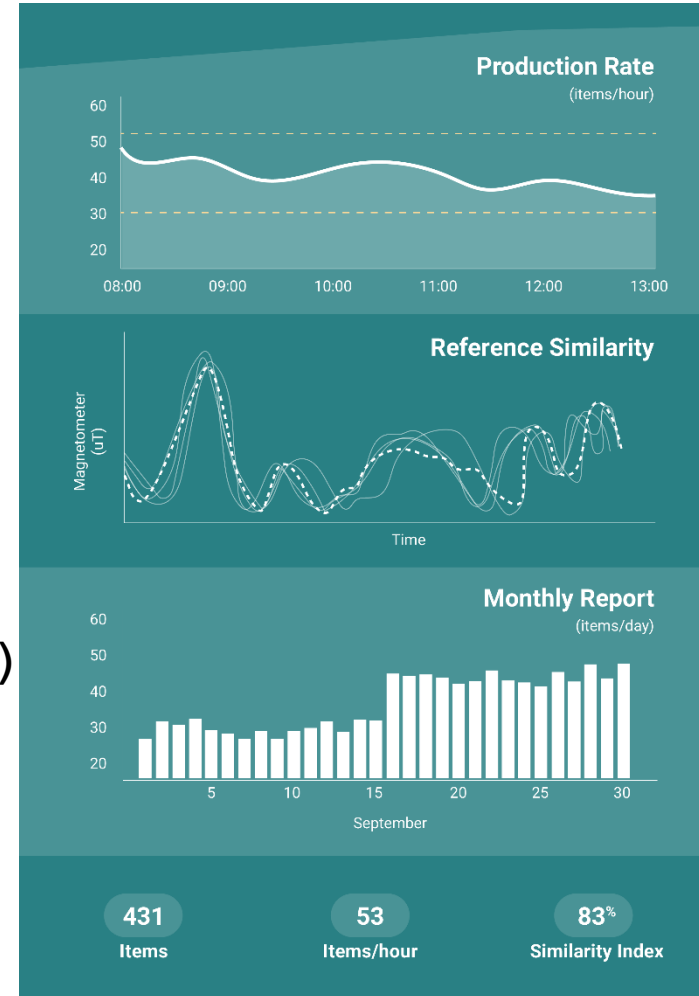 Production Rate
(items/hour)
60
50
40
30
20
08:00 09:00 10:00 11:00 12:00 13:00
Reference Similarity
Magnetometer
(uT)
Time
Monthly Report
(items/day)
60
50
40
30
20
)
5 10 15 20 25 30
September
431 53 83%
Items Items/hour Similarity Index